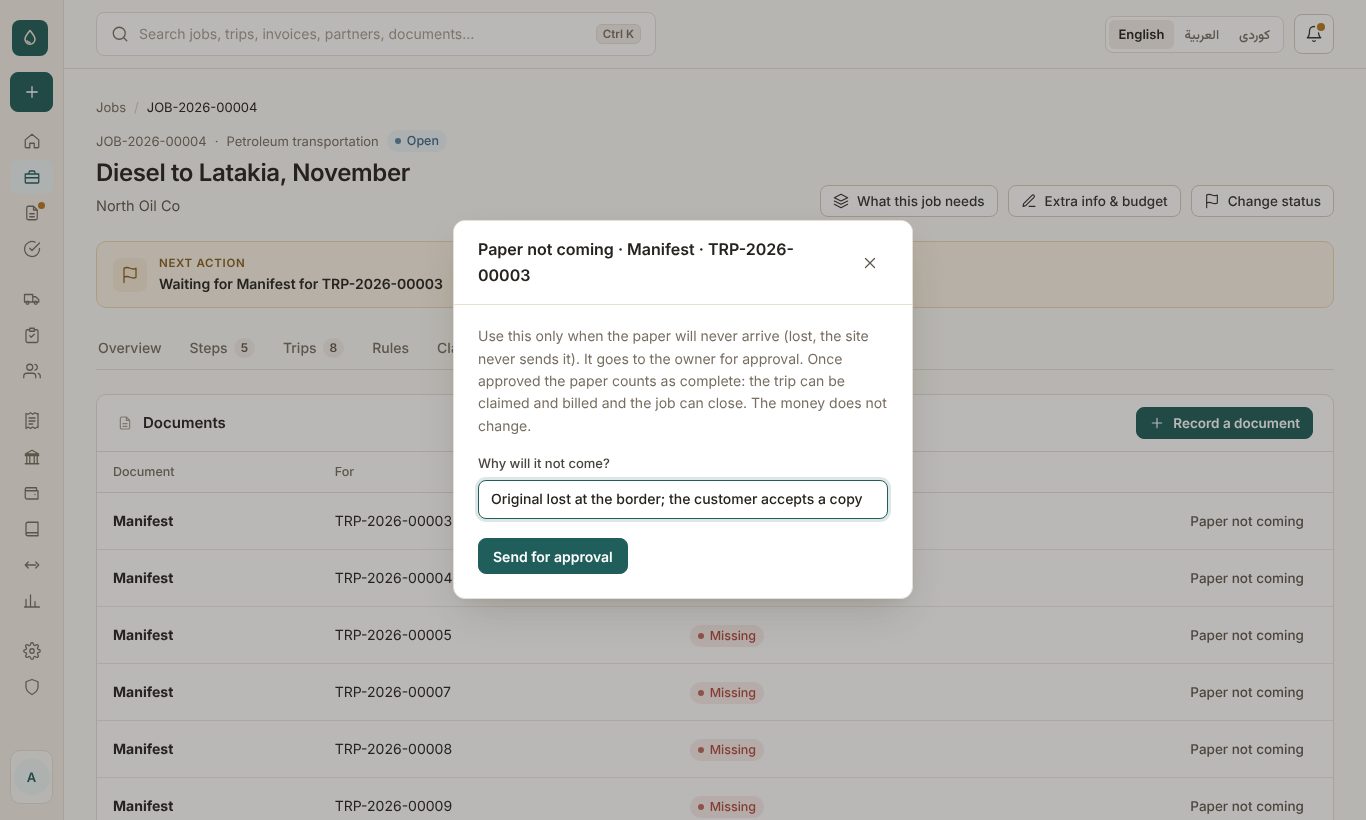 Search jobs, trips, invoices, partners, documents...
Ctrl K
English
العربية
كوردی
Jobs / JOB-2026-00004
JOB-2026-00004 · Petroleum transportation
Open
Diesel to Latakia, November
North Oil Co
What this job needs
Extra info & budget
Change status
NEXT ACTION
Waiting for Manifest for TRP-2026-00003
Overview
Steps 5
Trips 8
Rules
Paper not coming · Manifest · TRP-2026-
00003
Use this only when the paper will never arrive (lost, the site
never sends it). It goes to the owner for approval. Once
approved the paper counts as complete: the trip can be
claimed and billed and the job can close. The money does not
change.
Why will it not come?
Original lost at the border; the customer accepts a copy
Send for approval
Documents
Record a document
Document
For
Manifest
TRP-2026-00003
Paper not coming
Manifest
TRP-2026-00004
Paper not coming
Manifest
TRP-2026-00005
Missing
Paper not coming
Manifest
TRP-2026-00007
Missing
Paper not coming
Manifest
TRP-2026-00008
Missing
Paper not coming
Manifest
TRP-2026-00009
Missing
Paper not coming
A